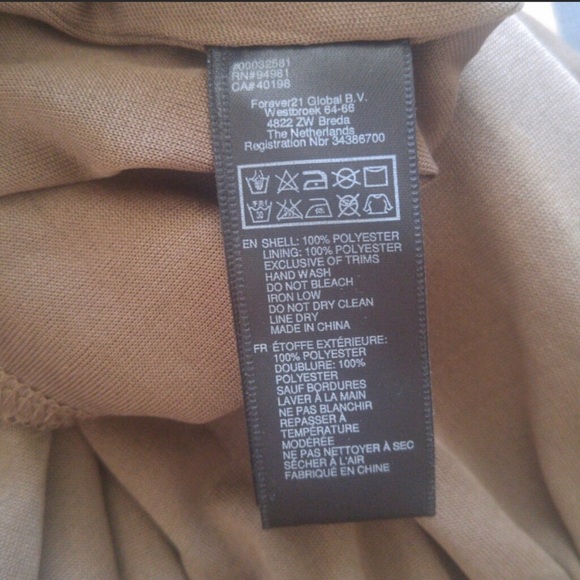 #00032581
RN#94981
CA#40198
Forever21 Global B.V.
Westbroek 64-66
4822 ZW Breda
The Netherlands
Registration Nbr 34386700
EN SHELL: 100% POLYESTER
LINING: 100% POLYESTER
EXCLUSIVE OF TRIMS
HAND WASH
DO NOT BLEACH
IRON LOW
DO NOT DRY CLEAN
LINE DRY
MADE IN CHINA
FR ÉTOFFE EXTÉRIEURE:
100% POLYESTER
DOUBLURE: 100%
POLYESTER
SAUF BORDURES
LAVER À LA MAIN
NE PAS BLANCHIR
REPASSER À
TEMPÉRATURE
MODÉRÉE
NE PAS NETTOYER À SEC
SÉCHER À L'AIR
FABRIQUÉ EN CHINE